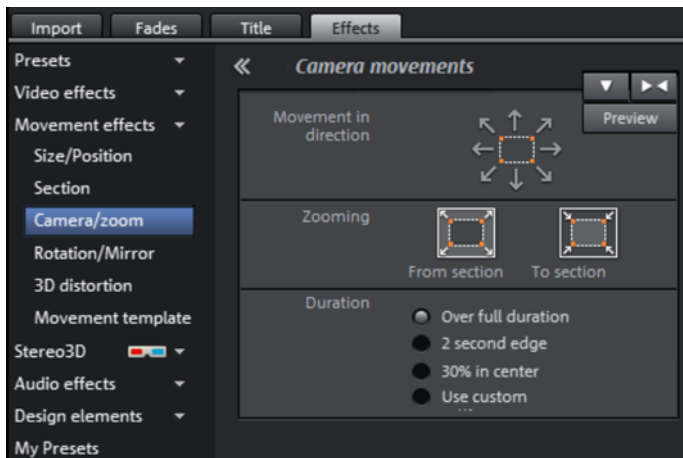 Import Fades Title Effects
Presets
Video effects
Movement effects
Size/Position
Section
Camera/zoom
Rotation/Mirror
3D distortion
Movement template
Stereo3D
Audio effects
Design elements
My Presets
Camera movements
Preview
Movement in
direction
Zooming
From section To section
Duration
Over full duration
2 second edge
30% in center
Use custom